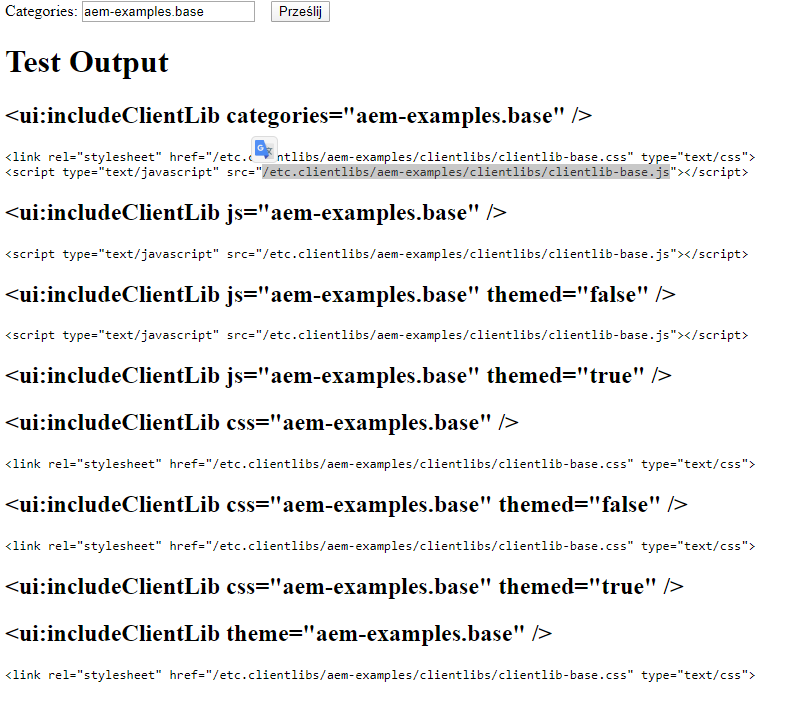 Categories: aem-examples.base Prześlij
Test Output
<ui:includeClientLib categories="aem-examples.base" />
<link rel="stylesheet" href="/etc.clientlibs/aem-examples/clientlibs/clientlib-base.css" type="text/css">
<script type="text/javascript" src="/etc.clientlibs/aem-examples/clientlibs/clientlib-base.js"></script>
<ui:includeClientLib js="aem-examples.base" />
<script type="text/javascript" src="/etc.clientlibs/aem-examples/clientlibs/clientlib-base.js"></script>
<ui:includeClientLib js="aem-examples.base" themed="false" />
<script type="text/javascript" src="/etc.clientlibs/aem-examples/clientlibs/clientlib-base.js"></script>
<ui:includeClientLib js="aem-examples.base" themed="true" />
<ui:includeClientLib css="aem-examples.base" />
<link rel="stylesheet" href="/etc.clientlibs/aem-examples/clientlibs/clientlib-base.css" type="text/css">
<ui:includeClientLib css="aem-examples.base" themed="false" />
<link rel="stylesheet" href="/etc.clientlibs/aem-examples/clientlibs/clientlib-base.css" type="text/css">
<ui:includeClientLib css="aem-examples.base" themed="true" />
<ui:includeClientLib theme="aem-examples.base" />
<link rel="stylesheet" href="/etc.clientlibs/aem-examples/clientlibs/clientlib-base.css" type="text/css">